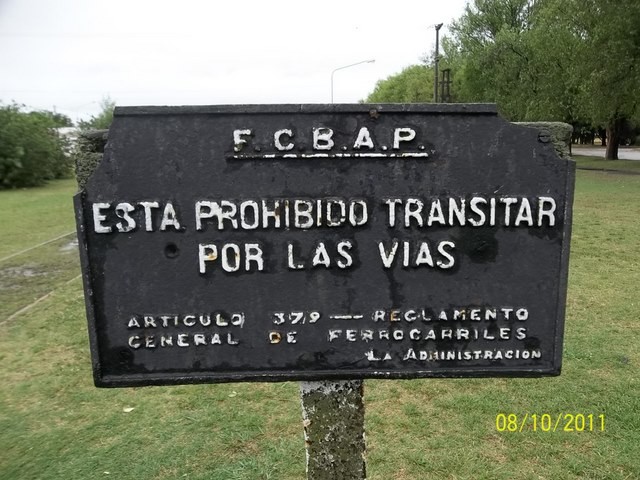 F.C.B.A.P.
ESTA PROHIBIDO TRANSITAR
POR LAS VIAS
ARTICULO 379 — REGLAMENTO
GENERAL DE FERROCARRILES
LA ADMINISTRACION
08/10/2011